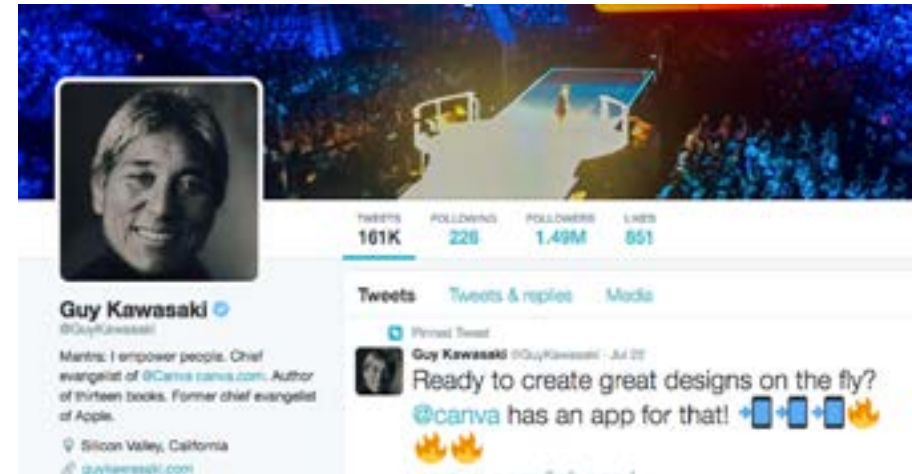 TWEETS FOLLOWING FOLLOWERS LIKES
161K 226 1.49M 851
Tweets Tweets & replies Media
Guy Kawasaki
@GuyKawasaki
Mantra: I empower people. Chief
evangelist of @Canva canva.com. Author
of thirteen books. Former chief evangelist
of Apple.
Silicon Valley, California
guykawasaki.com
Pinned Tweet
Guy Kawasaki @GuyKawasaki · Jul 22
Ready to create great designs on the fly?
@canva has an app for that! 📲📲📲🔥
🔥🔥